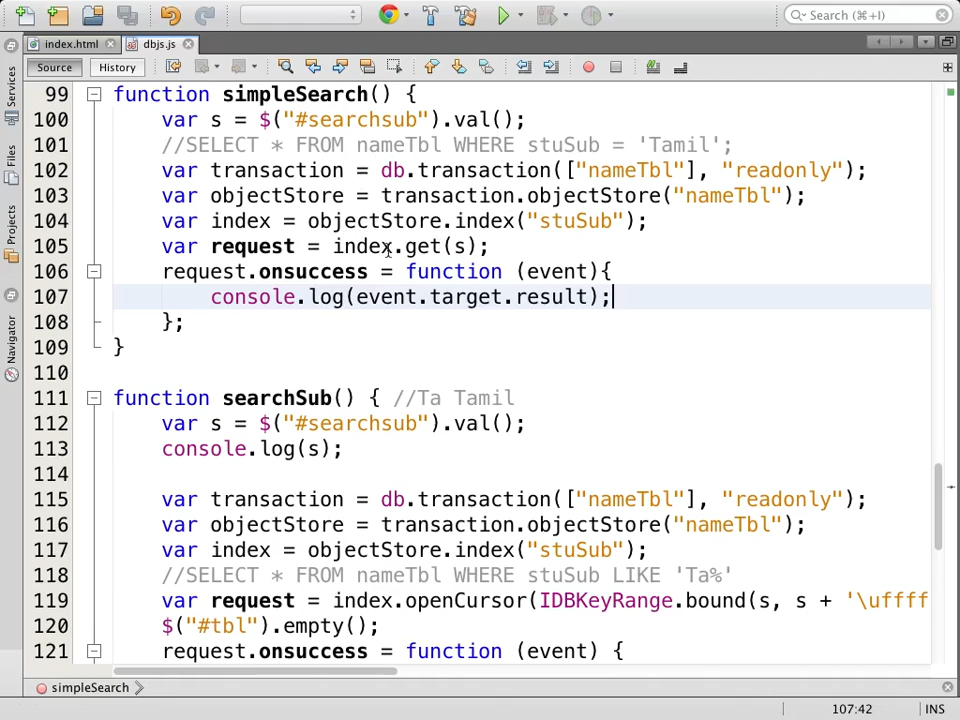 Search (⌘+I)
index.html
dbjs.js
Source
History
Services
Files
Projects
Navigator
99 function simpleSearch() {
100 var s = $("#searchsub").val();
101 //SELECT * FROM nameTbl WHERE stuSub = 'Tamil';
102 var transaction = db.transaction(["nameTbl"], "readonly");
103 var objectStore = transaction.objectStore("nameTbl");
104 var index = objectStore.index("stuSub");
105 var request = index.get(s);
106 request.onsuccess = function (event){
107 console.log(event.target.result);
108 };
109 }
110
111 function searchSub() { //Ta Tamil
112 var s = $("#searchsub").val();
113 console.log(s);
114
115 var transaction = db.transaction(["nameTbl"], "readonly");
116 var objectStore = transaction.objectStore("nameTbl");
117 var index = objectStore.index("stuSub");
118 //SELECT * FROM nameTbl WHERE stuSub LIKE 'Ta%'
119 var request = index.openCursor(IDBKeyRange.bound(s, s + '\uffff
120 $("#tbl").empty();
121 request.onsuccess = function (event) {
simpleSearch
107:42
INS